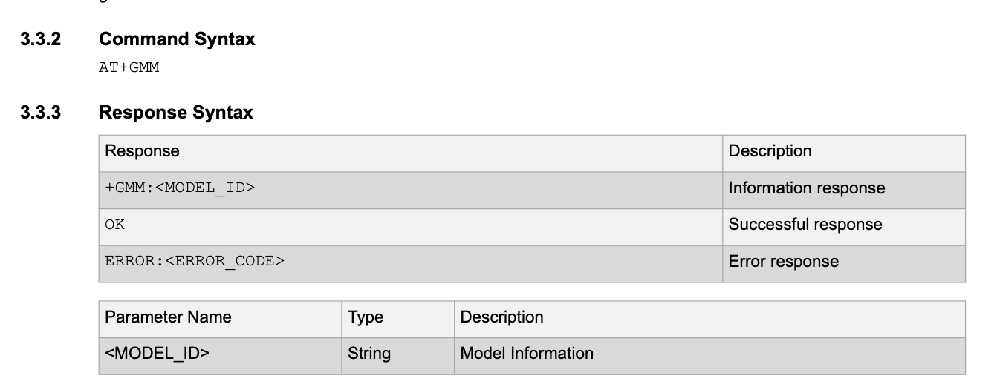 3.3.2 Command Syntax
AT+GMM
3.3.3 Response Syntax
Response Description
+GMM:<MODEL_ID> Information response
OK Successful response
ERROR:<ERROR_CODE> Error response
Parameter Name Type Description
<MODEL_ID> String Model Information